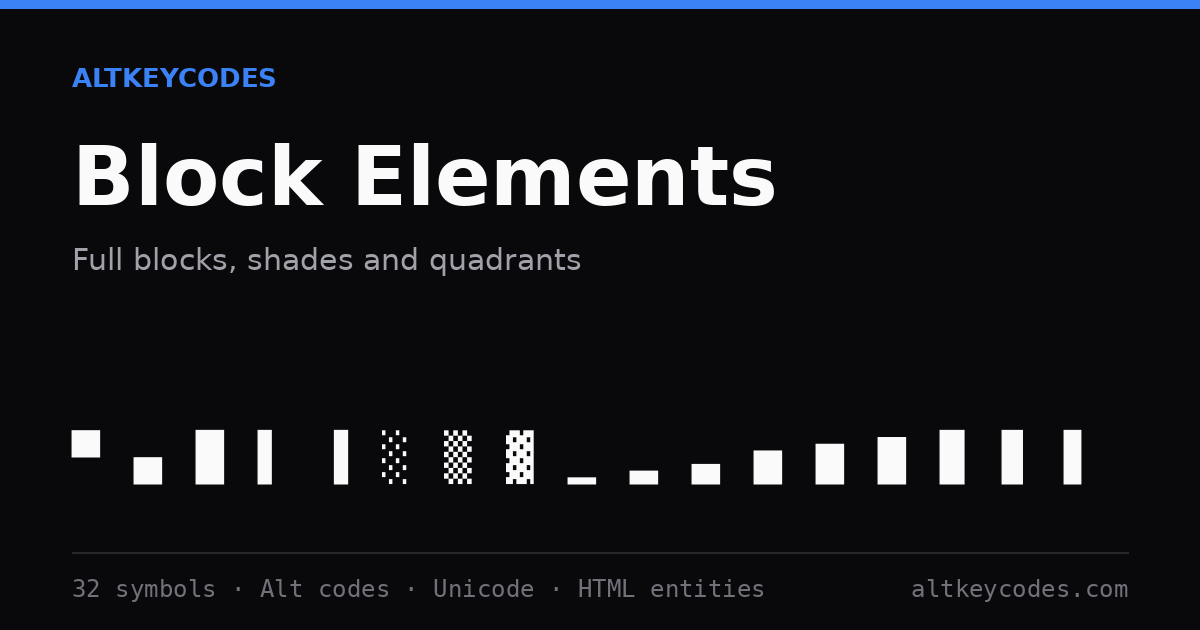 ALTKEYCODES
Block Elements
Full blocks, shades and quadrants
▀ ▄ █ ▌ ▐ ░ ▒ ▓ ▁ ▂ ▃ ▅ ▆ ▇ ▉ ▊ ▋
32 symbols · Alt codes · Unicode · HTML entities altkeycodes.com